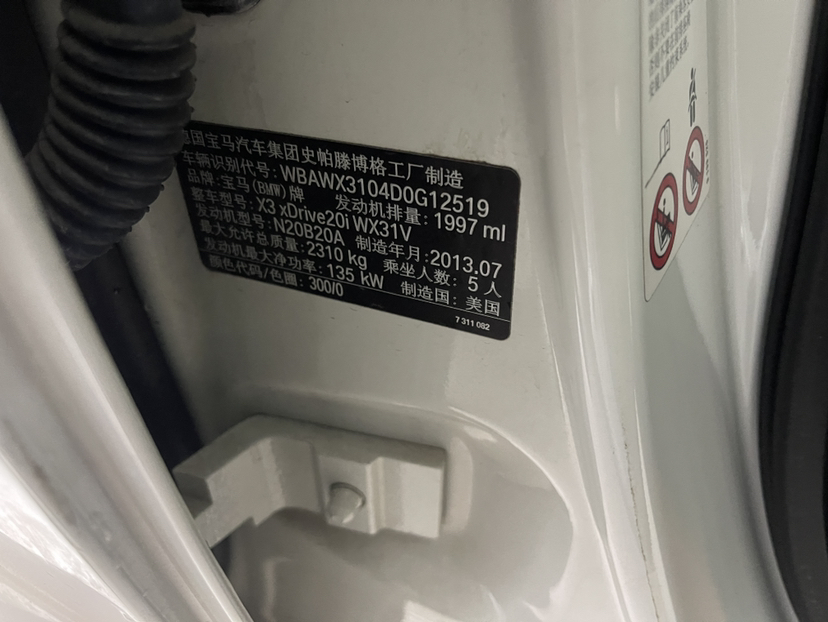 德国宝马汽车集团史帕滕博格工厂制造
车辆识别代号: WBAWX3104D0G12519
品牌: 宝马(BMW)牌 发动机排量: 1997 ml
整车型号: X3 xDrive20i WX31V
发动机型号: N20B20A 制造年月: 2013.07
最大允许总质量: 2310 kg 乘坐人数: 5 人
发动机最大净功率: 135 kW 制造国: 美国
颜色代码/色圈: 300/0
7 311 082